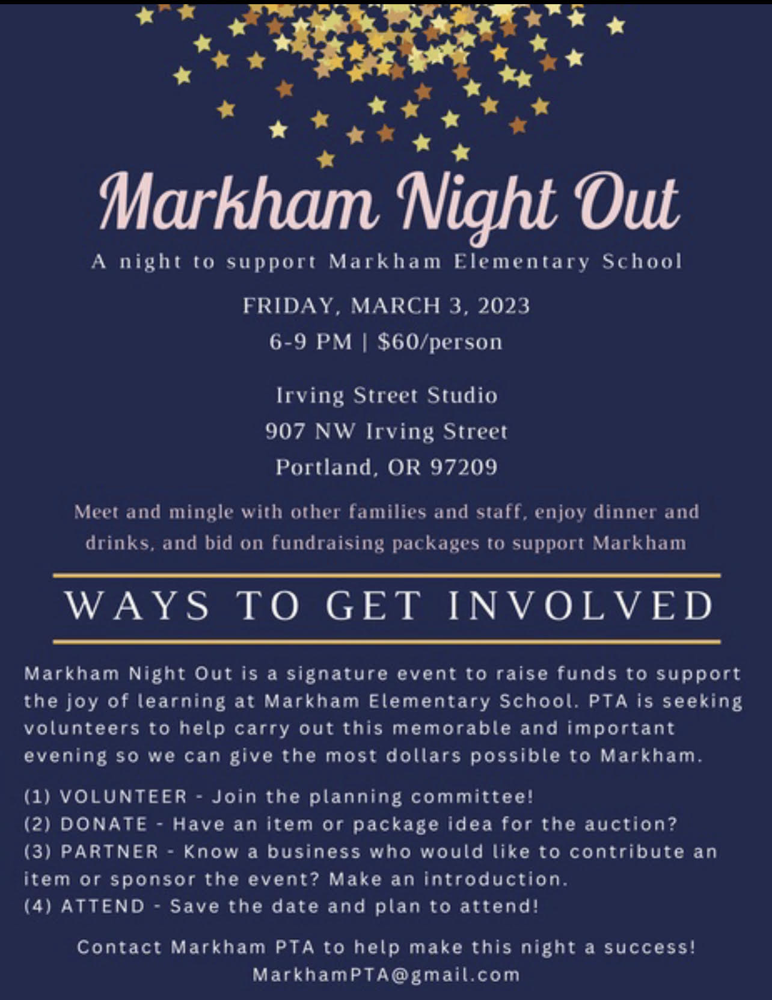 Markham Night Out
A night to support Markham Elementary School
FRIDAY, MARCH 3, 2023
6-9 PM | $60/person
Irving Street Studio
907 NW Irving Street
Portland, OR 97209
Meet and mingle with other families and staff, enjoy dinner and
drinks, and bid on fundraising packages to support Markham
WAYS TO GET INVOLVED
Markham Night Out is a signature event to raise funds to support
the joy of learning at Markham Elementary School. PTA is seeking
volunteers to help carry out this memorable and important
evening so we can give the most dollars possible to Markham.
(1) VOLUNTEER - Join the planning committee!
(2) DONATE - Have an item or package idea for the auction?
(3) PARTNER - Know a business who would like to contribute an
item or sponsor the event? Make an introduction.
(4) ATTEND - Save the date and plan to attend!
Contact Markham PTA to help make this night a success!
MarkhamPTA@gmail.com